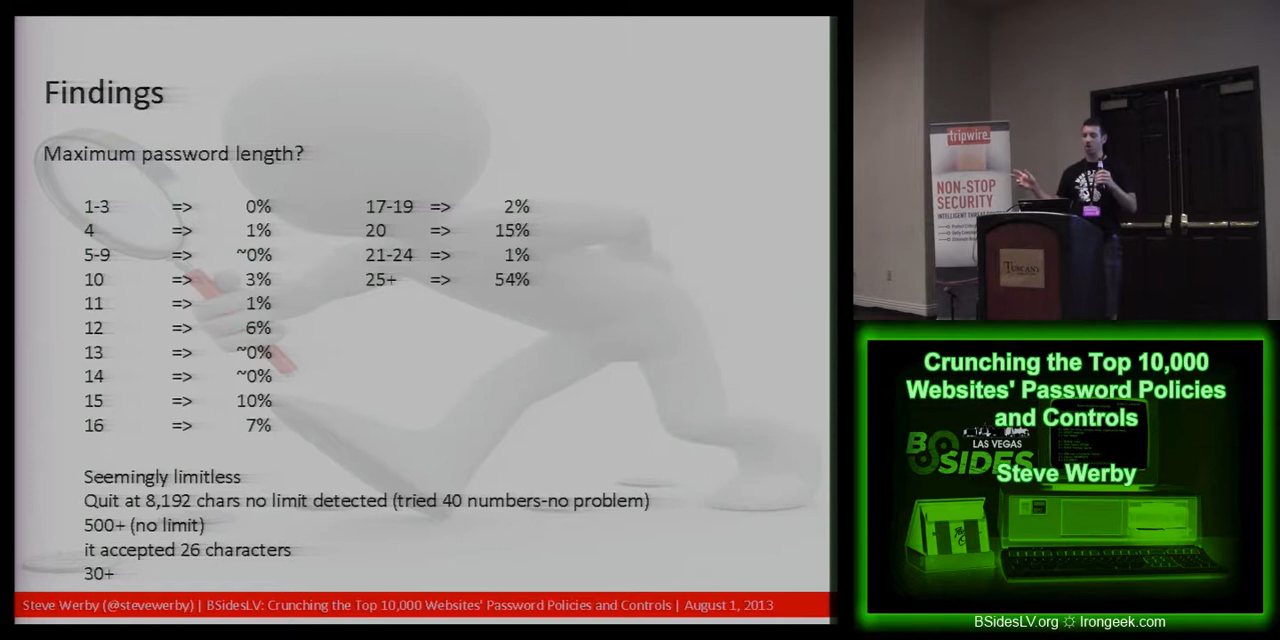 Findings
Maximum password length?
1-3 => 0%
4 => 1%
5-9 => ~0%
10 => 3%
11 => 1%
12 => 6%
13 => ~0%
14 => ~0%
15 => 10%
16 => 7%
17-19 => 2%
20 => 15%
21-24 => 1%
25+ => 54%
Seemingly limitless
Quit at 8,192 chars no limit detected (tried 40 numbers-no problem)
500+ (no limit)
it accepted 26 characters
30+
Steve Werby (@stevewerby) | BSidesLV: Crunching the Top 10,000 Websites' Password Policies and Controls | August 1, 2013
tripwire
NON-STOP
SECURITY
TUSCANY
Crunching the Top 10,000
Websites' Password Policies
and Controls
LAS VEGAS
BSIDES
Steve Werby
BSidesLV.org ☼ Irongeek.com